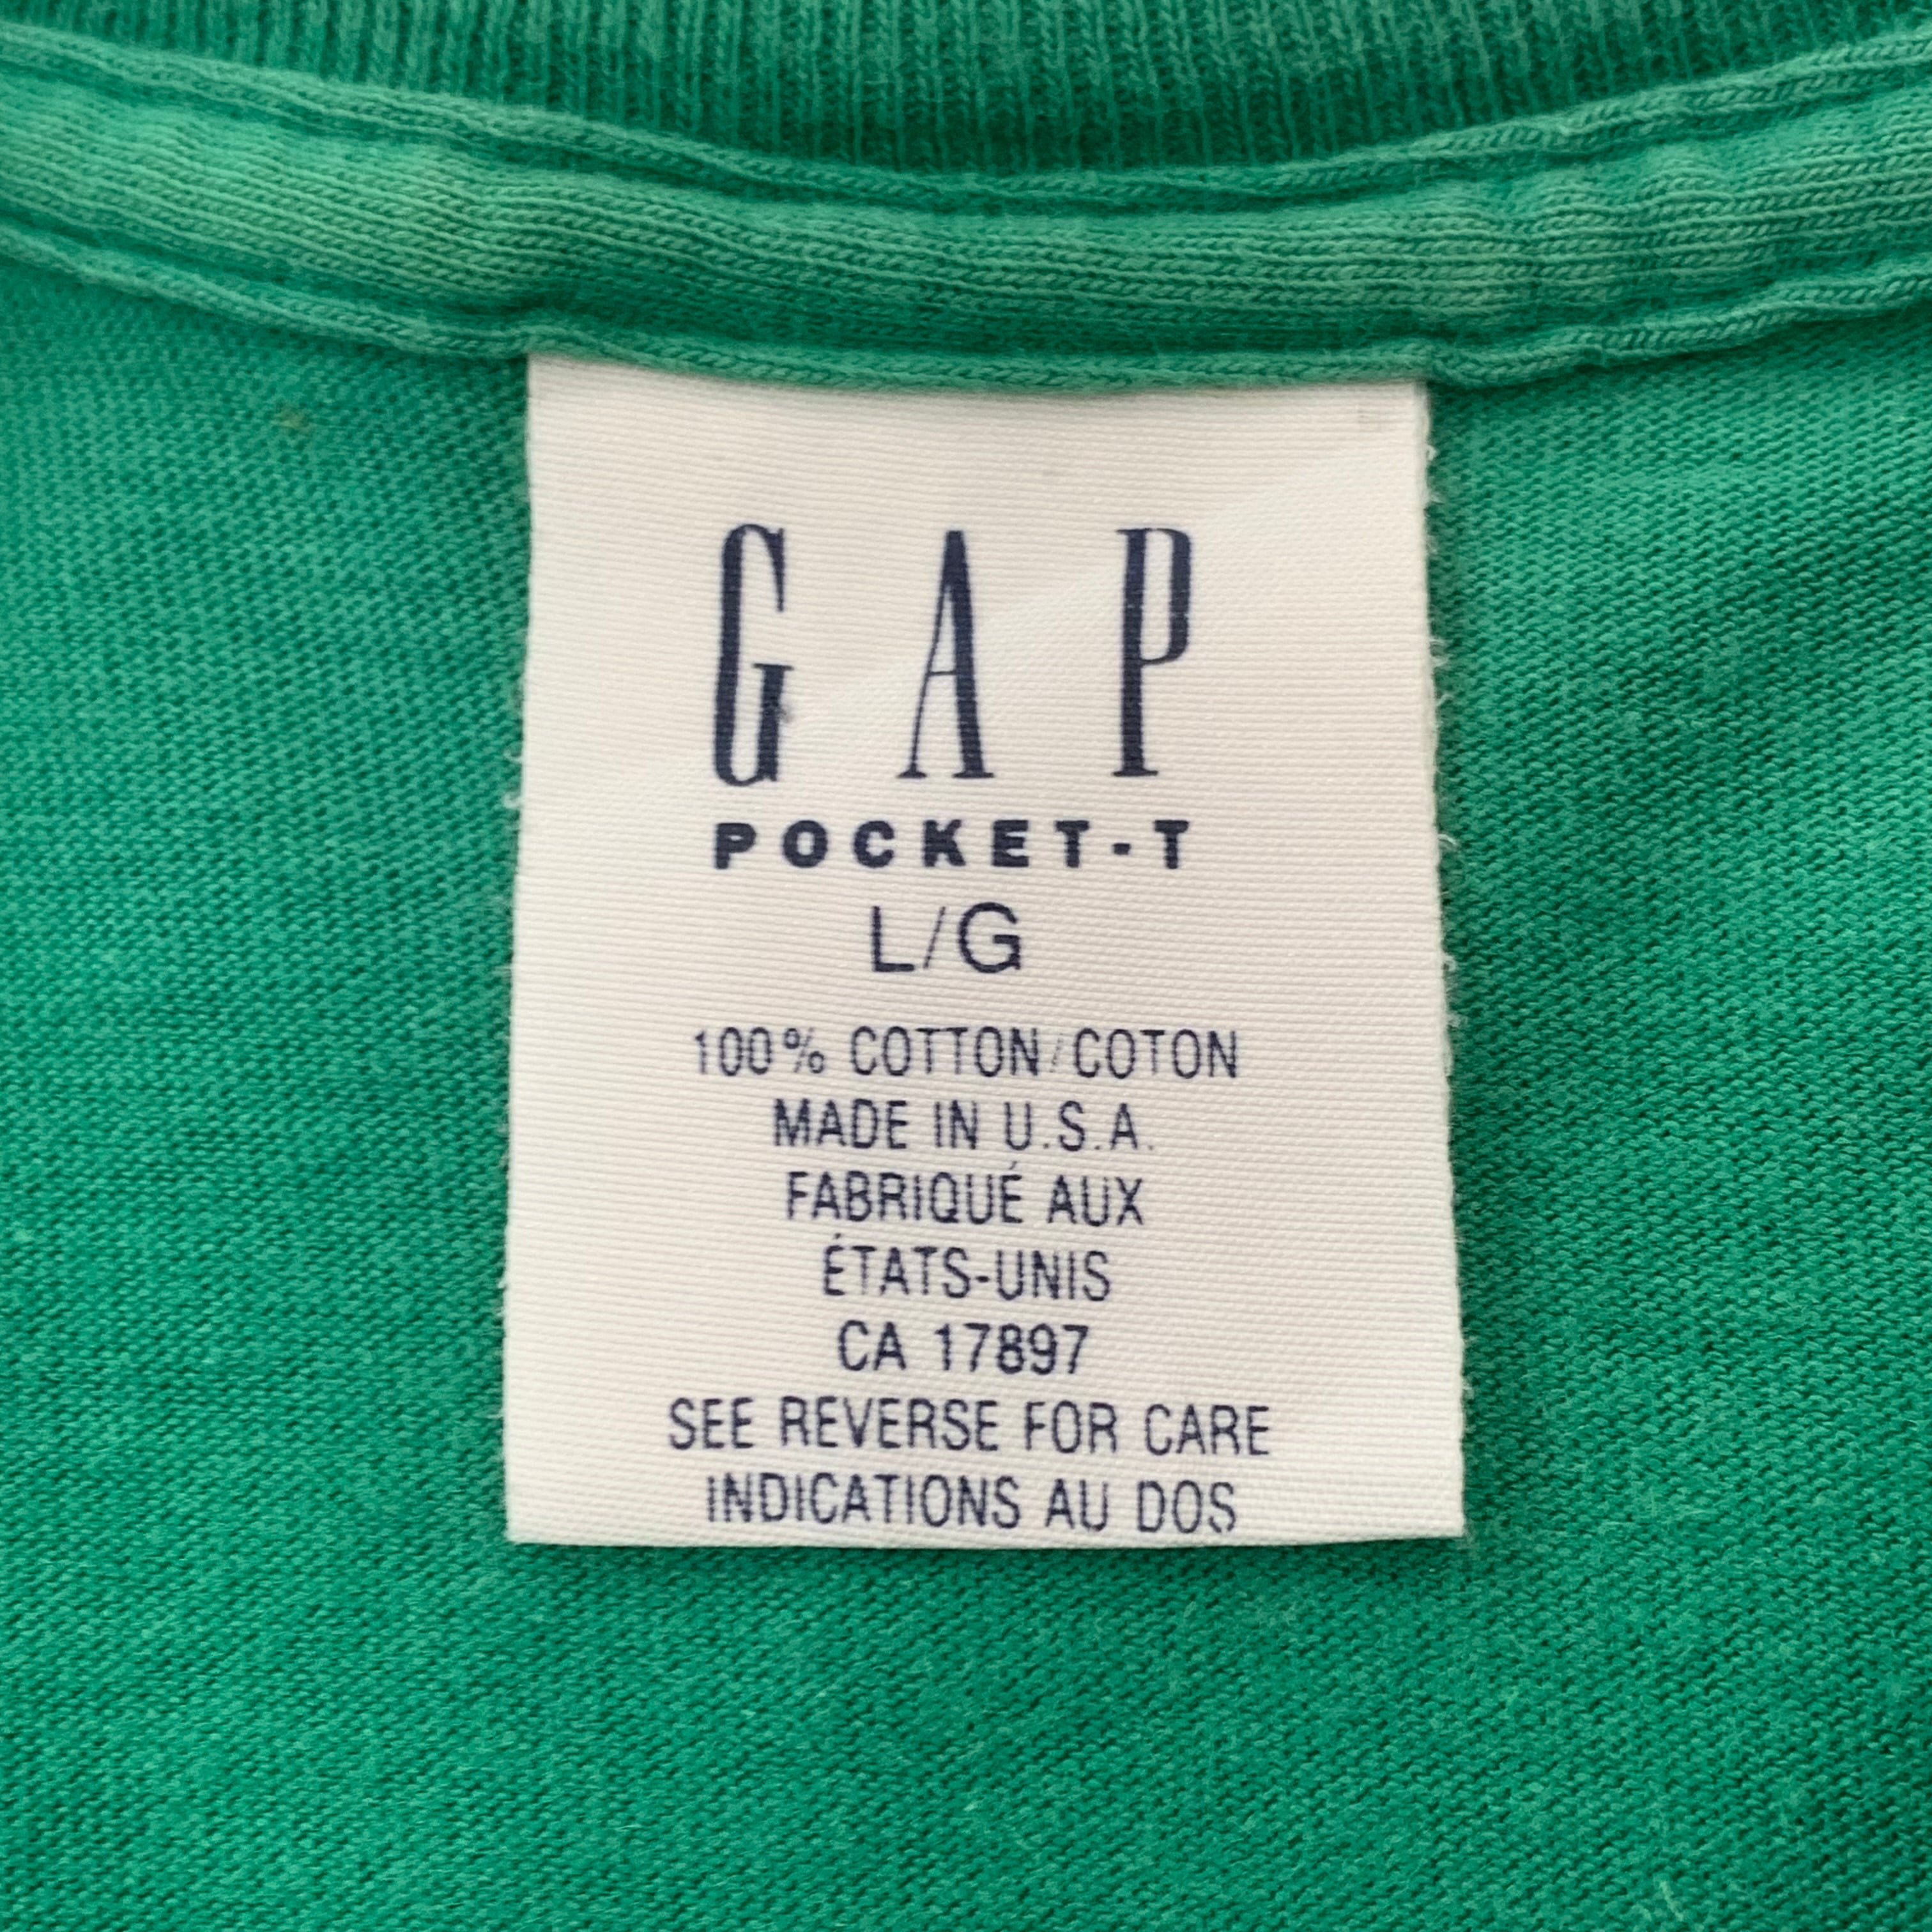 GAP
POCKET-T
L/G
100% COTTON/COTON
MADE IN U.S.A.
FABRIQUÉ AUX
ÉTATS-UNIS
CA 17897
SEE REVERSE FOR CARE
INDICATIONS AU DOS